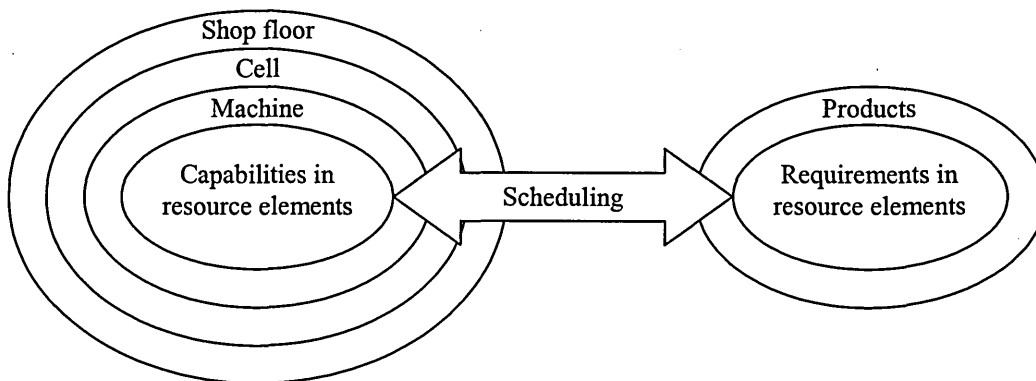 Shop floor
Cell
Machine
Capabilities in
resource elements
Scheduling
Products
Requirements in
resource elements